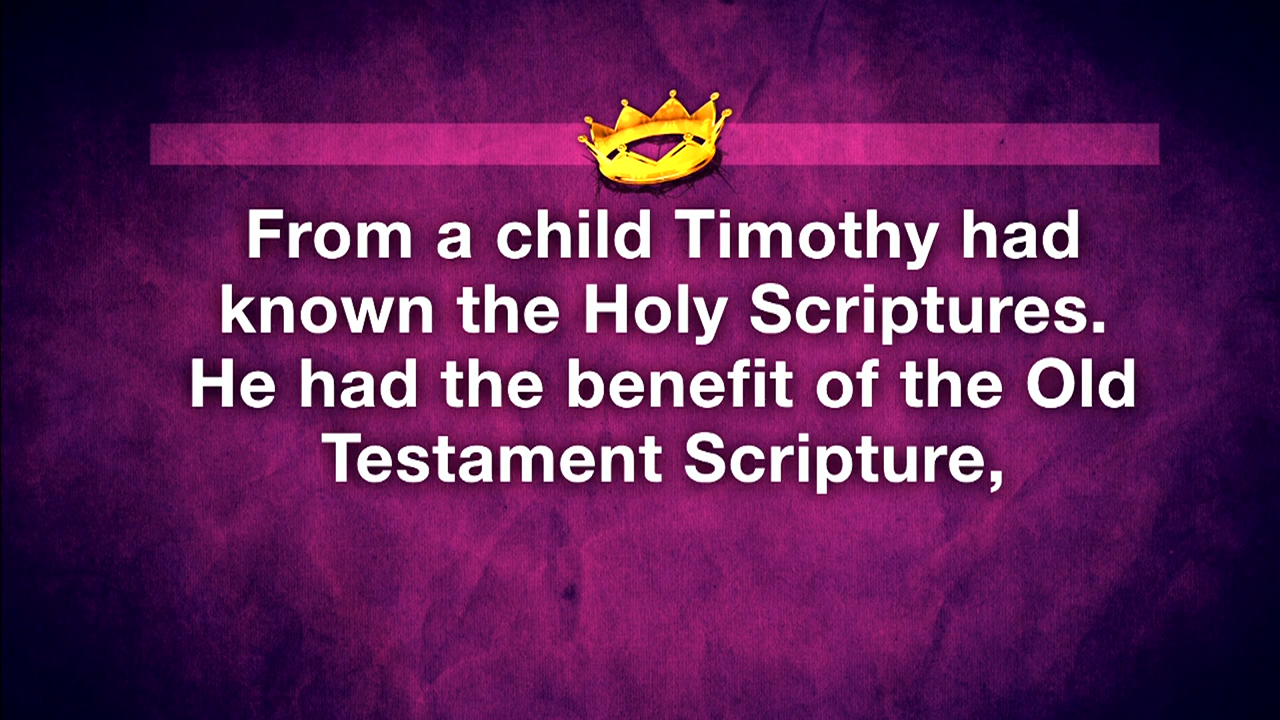 From a child Timothy had
known the Holy Scriptures.
He had the benefit of the Old
Testament Scripture,